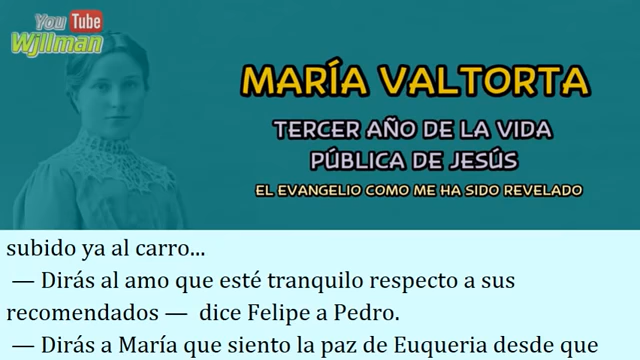 You Tube
Wjllman
MARÍA VALTORTA
TERCER AÑO DE LA VIDA
PÚBLICA DE JESÚS
EL EVANGELIO COMO ME HA SIDO REVELADO
subido ya al carro...
— Dirás al amo que esté tranquilo respecto a sus
recomendados — dice Felipe a Pedro.
— Dirás a María que siento la paz de Euqueria desde que